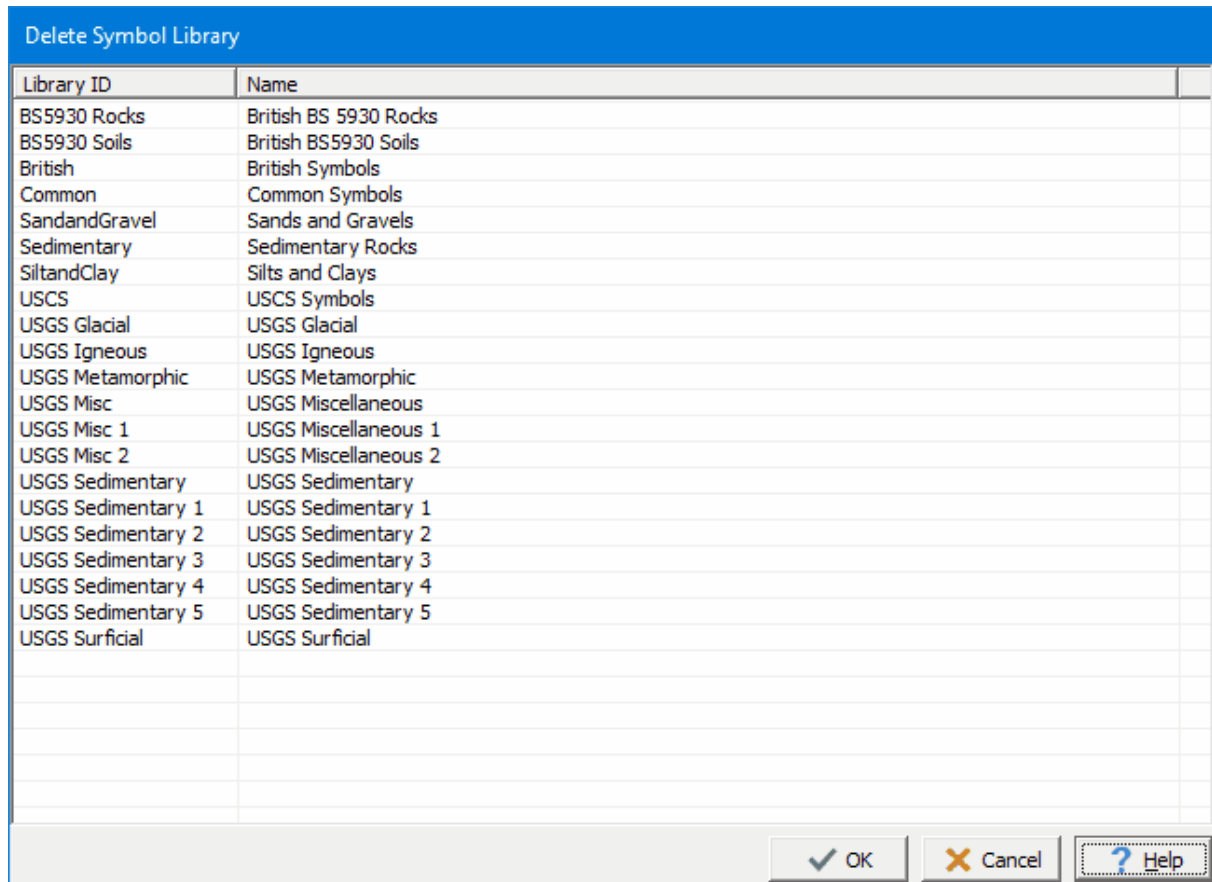 Delete Symbol Library
Library ID Name
BS5930 Rocks British BS 5930 Rocks
BS5930 Soils British BS5930 Soils
British British Symbols
Common Common Symbols
SandandGravel Sands and Gravels
Sedimentary Sedimentary Rocks
SiltandClay Silts and Clays
USCS USCS Symbols
USGS Glacial USGS Glacial
USGS Igneous USGS Igneous
USGS Metamorphic USGS Metamorphic
USGS Misc USGS Miscellaneous
USGS Misc 1 USGS Miscellaneous 1
USGS Misc 2 USGS Miscellaneous 2
USGS Sedimentary USGS Sedimentary
USGS Sedimentary 1 USGS Sedimentary 1
USGS Sedimentary 2 USGS Sedimentary 2
USGS Sedimentary 3 USGS Sedimentary 3
USGS Sedimentary 4 USGS Sedimentary 4
USGS Sedimentary 5 USGS Sedimentary 5
USGS Surficial USGS Surficial
OK Cancel ? Help